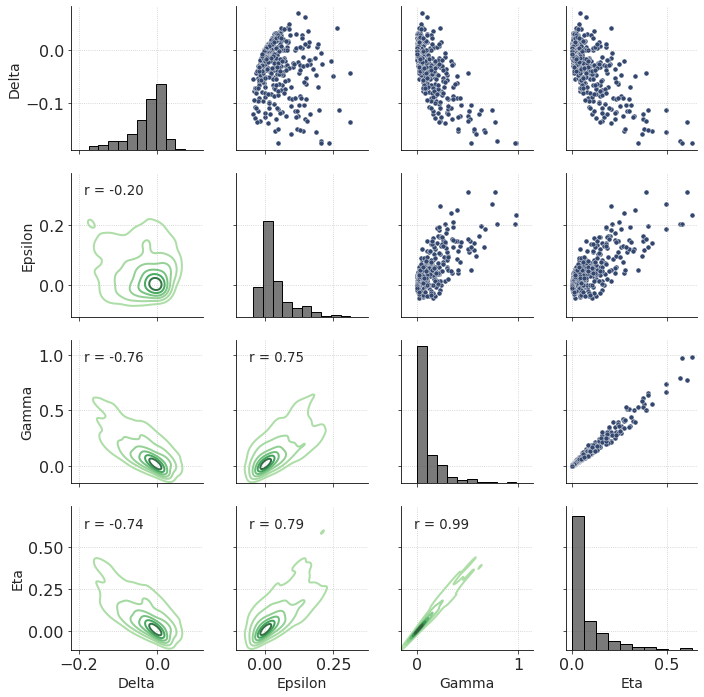 Delta
0.0
−0.1
Epsilon
0.2
0.0
r = -0.20
Gamma
1.0
0.5
0.0
r = -0.76
r = 0.75
Eta
0.50
0.25
0.00
r = -0.74
r = 0.79
r = 0.99
−0.2 0.0 0.00 0.25 0 1 0.0 0.5
Delta Epsilon Gamma Eta